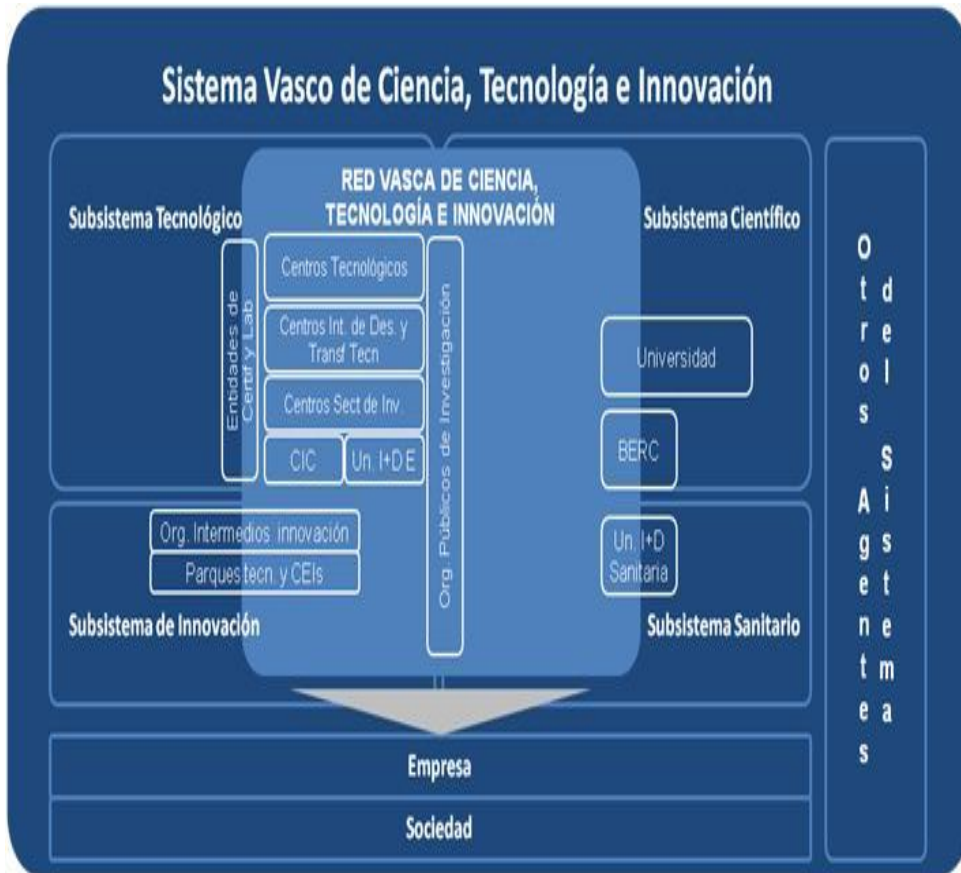 Sistema Vasco de Ciencia, Tecnología e Innovación
RED VASCA DE CIENCIA,
TECNOLOGÍA E INNOVACIÓN
Subsistema Tecnológico
Subsistema Científico
Entidades de
Certif y Lab
Centros Tecnológicos
Centros Int. de Des. y
Transf Tecn
Centros Sect de Inv.
CIC
Un. I+D E
Org. Públicos de Investigación
Universidad
BERC
Org. Intermedios innovación
Parques tecn. y CEIs
Un. I+D
Sanitaria
Subsistema de Innovación
Subsistema Sanitario
Empresa
Sociedad
Otros Agentes
del Sistema